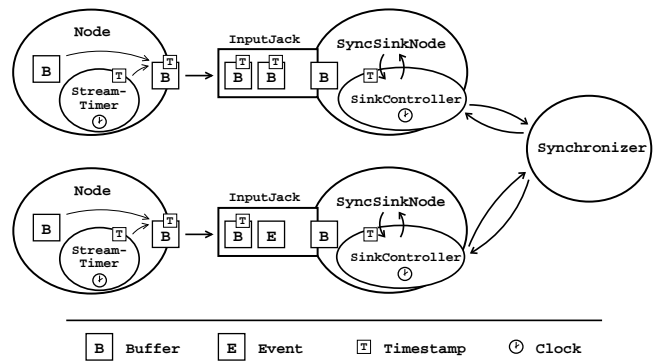 Node
B
T
B
T
Stream-
Timer
InputJack
T
B
T
B
B
SyncSinkNode
T
SinkController
Synchronizer
Node
B
T
B
T
Stream-
Timer
InputJack
T
B
E
B
SyncSinkNode
T
SinkController
B Buffer E Event T Timestamp Clock